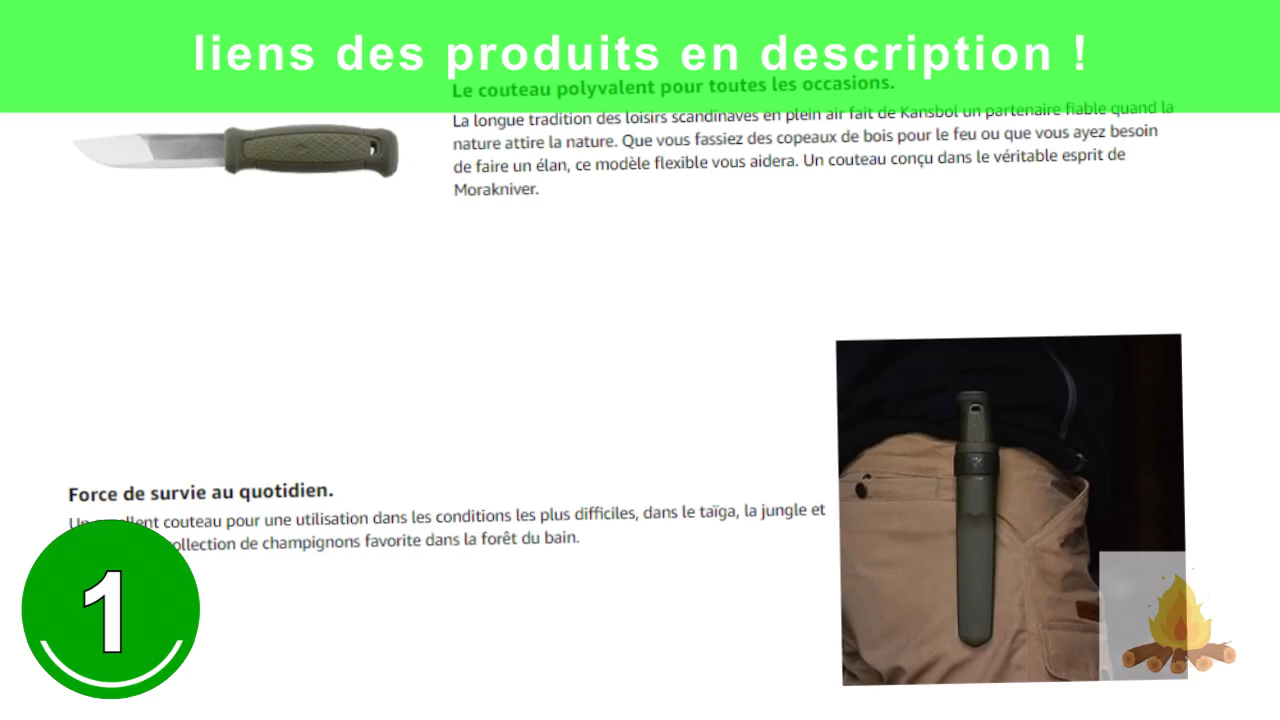 liens des produits en description !
Le couteau polyvalent pour toutes les occasions.
La longue tradition des loisirs scandinaves en plein air fait de Kansbol un partenaire fiable quand la
nature attire la nature. Que vous fassiez des copeaux de bois pour le feu ou que vous ayez besoin
de faire un élan, ce modèle flexible vous aidera. Un couteau conçu dans le véritable esprit de
Morakniver.
Force de survie au quotidien.
Un excellent couteau pour une utilisation dans les conditions les plus difficiles, dans le taïga, la jungle et
collection de champignons favorite dans la forêt du bain.
1